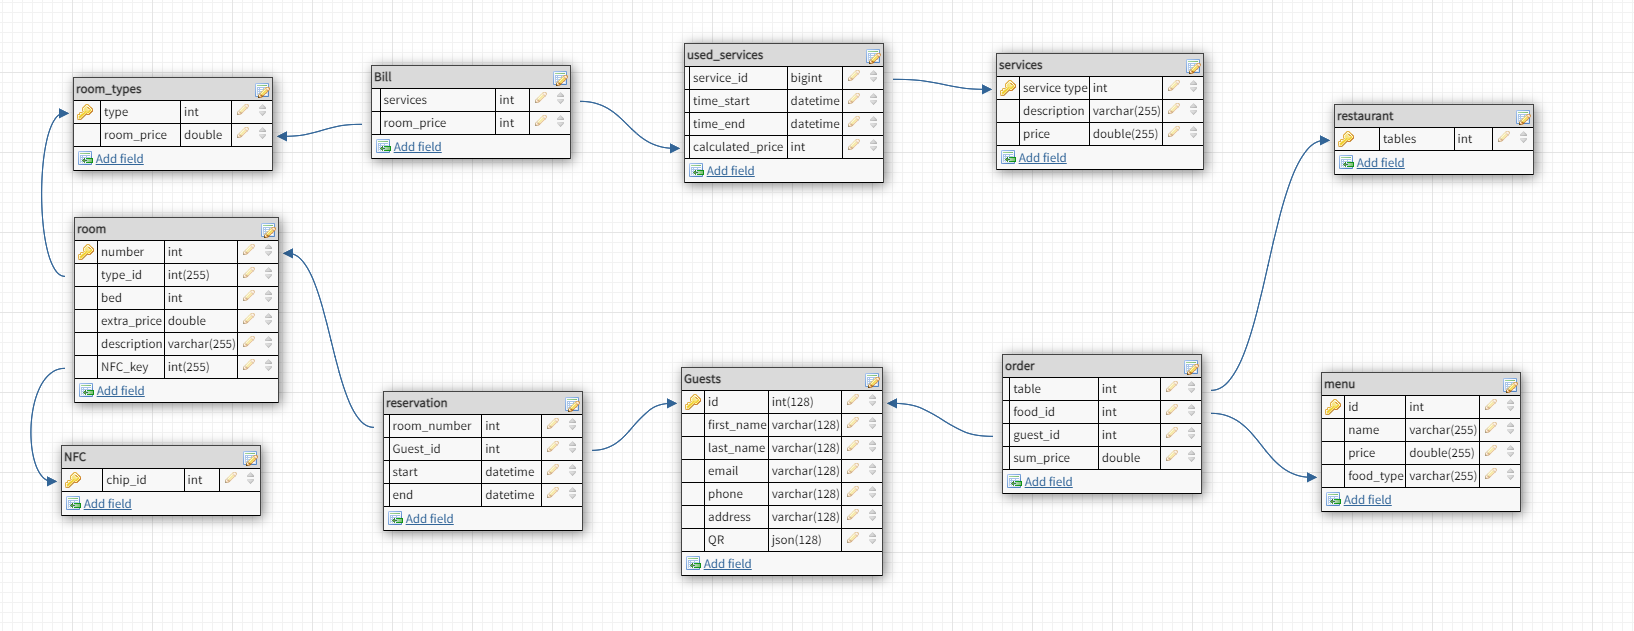 room_types
type int
room_price double
Add field
Bill
services int
room_price int
Add field
used_services
service_id bigint
time_start datetime
time_end datetime
calculated_price int
Add field
services
service type int
description varchar(255)
price double(255)
Add field
restaurant
tables int
Add field
room
number int
type_id int(255)
bed int
extra_price double
description varchar(255)
NFC_key int(255)
Add field
NFC
chip_id int
Add field
reservation
room_number int
Guest_id int
start datetime
end datetime
Add field
Guests
id int(128)
first_name varchar(128)
last_name varchar(128)
email varchar(128)
phone varchar(128)
address varchar(128)
QR json(128)
Add field
order
table int
food_id int
guest_id int
sum_price double
Add field
menu
id int
name varchar(255)
price double(255)
food_type varchar(255)
Add field